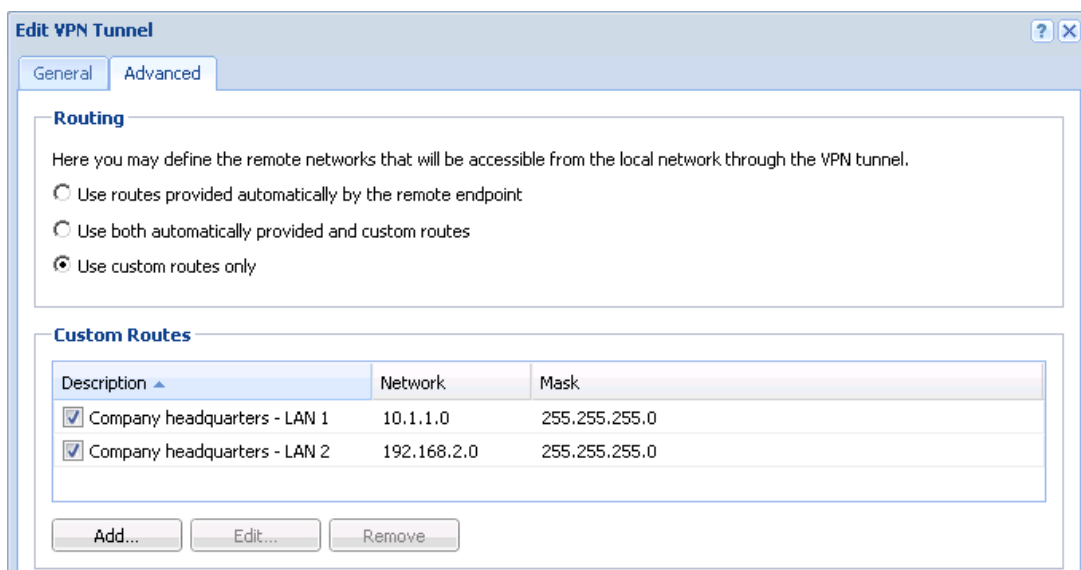 Edit VPN Tunnel
General Advanced
Routing
Here you may define the remote networks that will be accessible from the local network through the VPN tunnel.
Use routes provided automatically by the remote endpoint
Use both automatically provided and custom routes
Use custom routes only
Custom Routes
Description Network Mask
Company headquarters - LAN 1 10.1.1.0 255.255.255.0
Company headquarters - LAN 2 192.168.2.0 255.255.255.0
Add... Edit... Remove